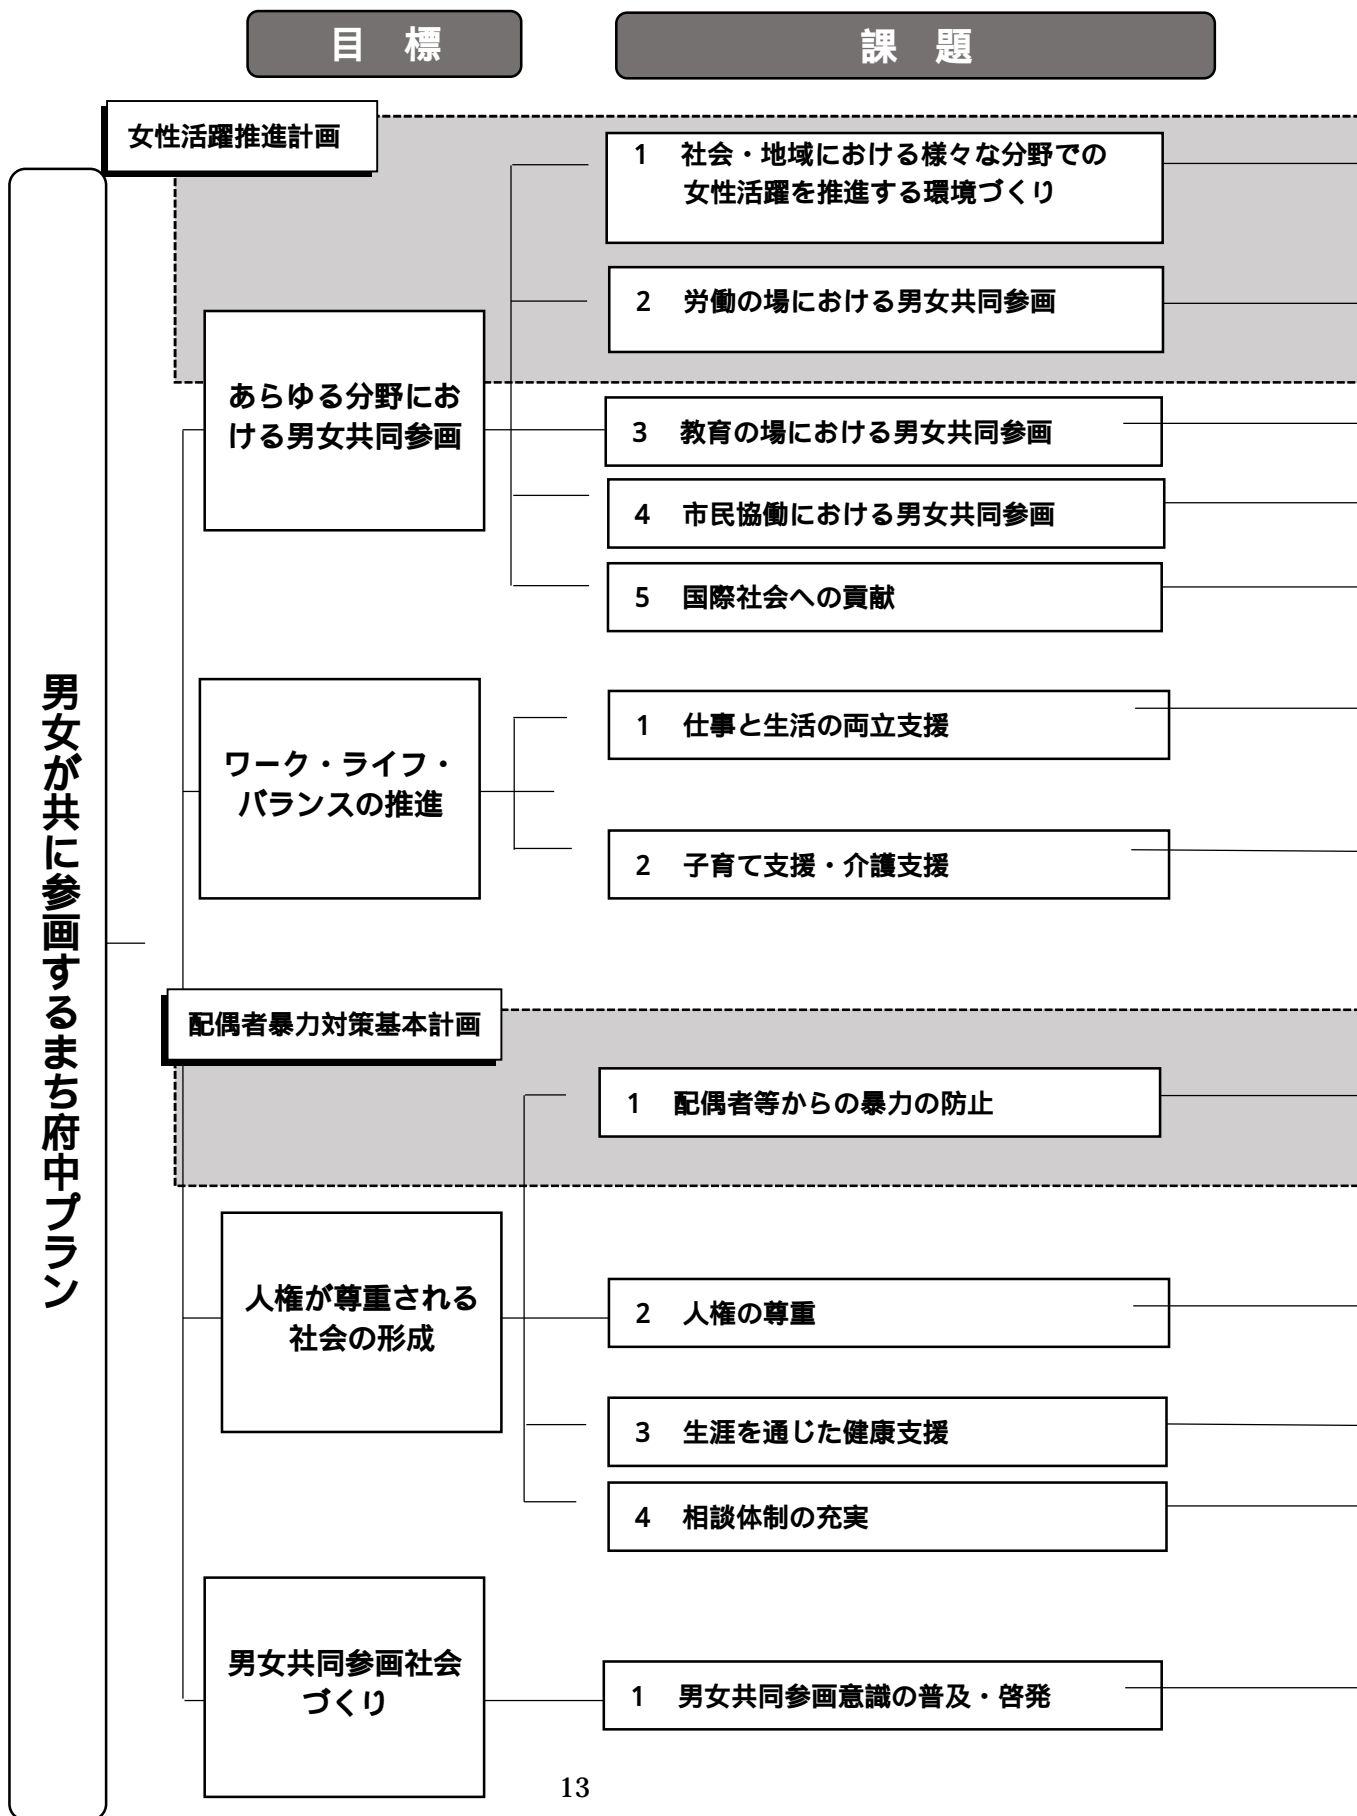 目 標
課 題
女性活躍推進計画
男女が共に参画するまち府中プラン
あらゆる分野にお
ける男女共同参画
1 社会・地域における様々な分野での
女性活躍を推進する環境づくり
2 労働の場における男女共同参画
3 教育の場における男女共同参画
4 市民協働における男女共同参画
5 国際社会への貢献
ワーク・ライフ・
バランスの推進
1 仕事と生活の両立支援
2 子育て支援・介護支援
配偶者暴力対策基本計画
人権が尊重される
社会の形成
1 配偶者等からの暴力の防止
2 人権の尊重
3 生涯を通じた健康支援
4 相談体制の充実
男女共同参画社会
づくり
1 男女共同参画意識の普及・啓発
13